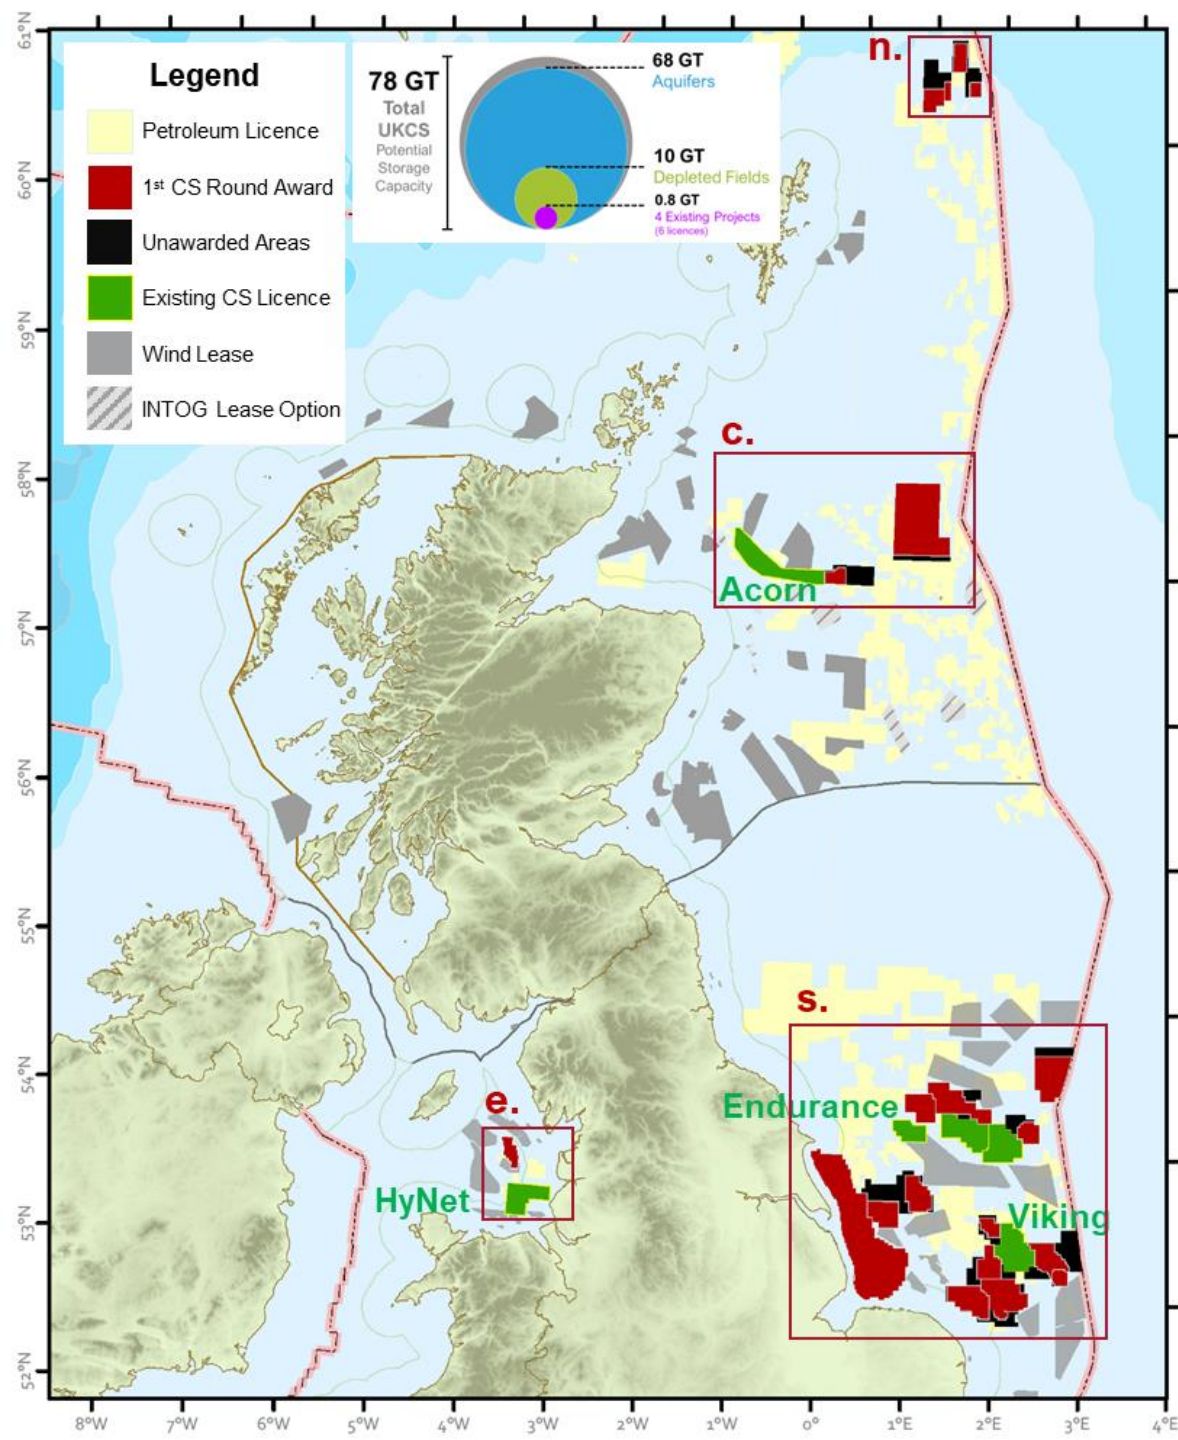 Legend
Petroleum Licence
1st CS Round Award
Unawarded Areas
Existing CS Licence
Wind Lease
INTOG Lease Option
78 GT
Total
UKCS
Potential
Storage
Capacity
68 GT
Aquifers
10 GT
Depleted Fields
0.8 GT
4 Existing Projects
(6 licences)
n.
c.
Acorn
s.
Endurance
e.
HyNet
Viking
61°N
60°N
59°N
58°N
57°N
56°N
55°N
54°N
53°N
52°N
8°W
7°W
6°W
5°W
4°W
3°W
2°W
1°W
0°
1°E
2°E
3°E
4°E